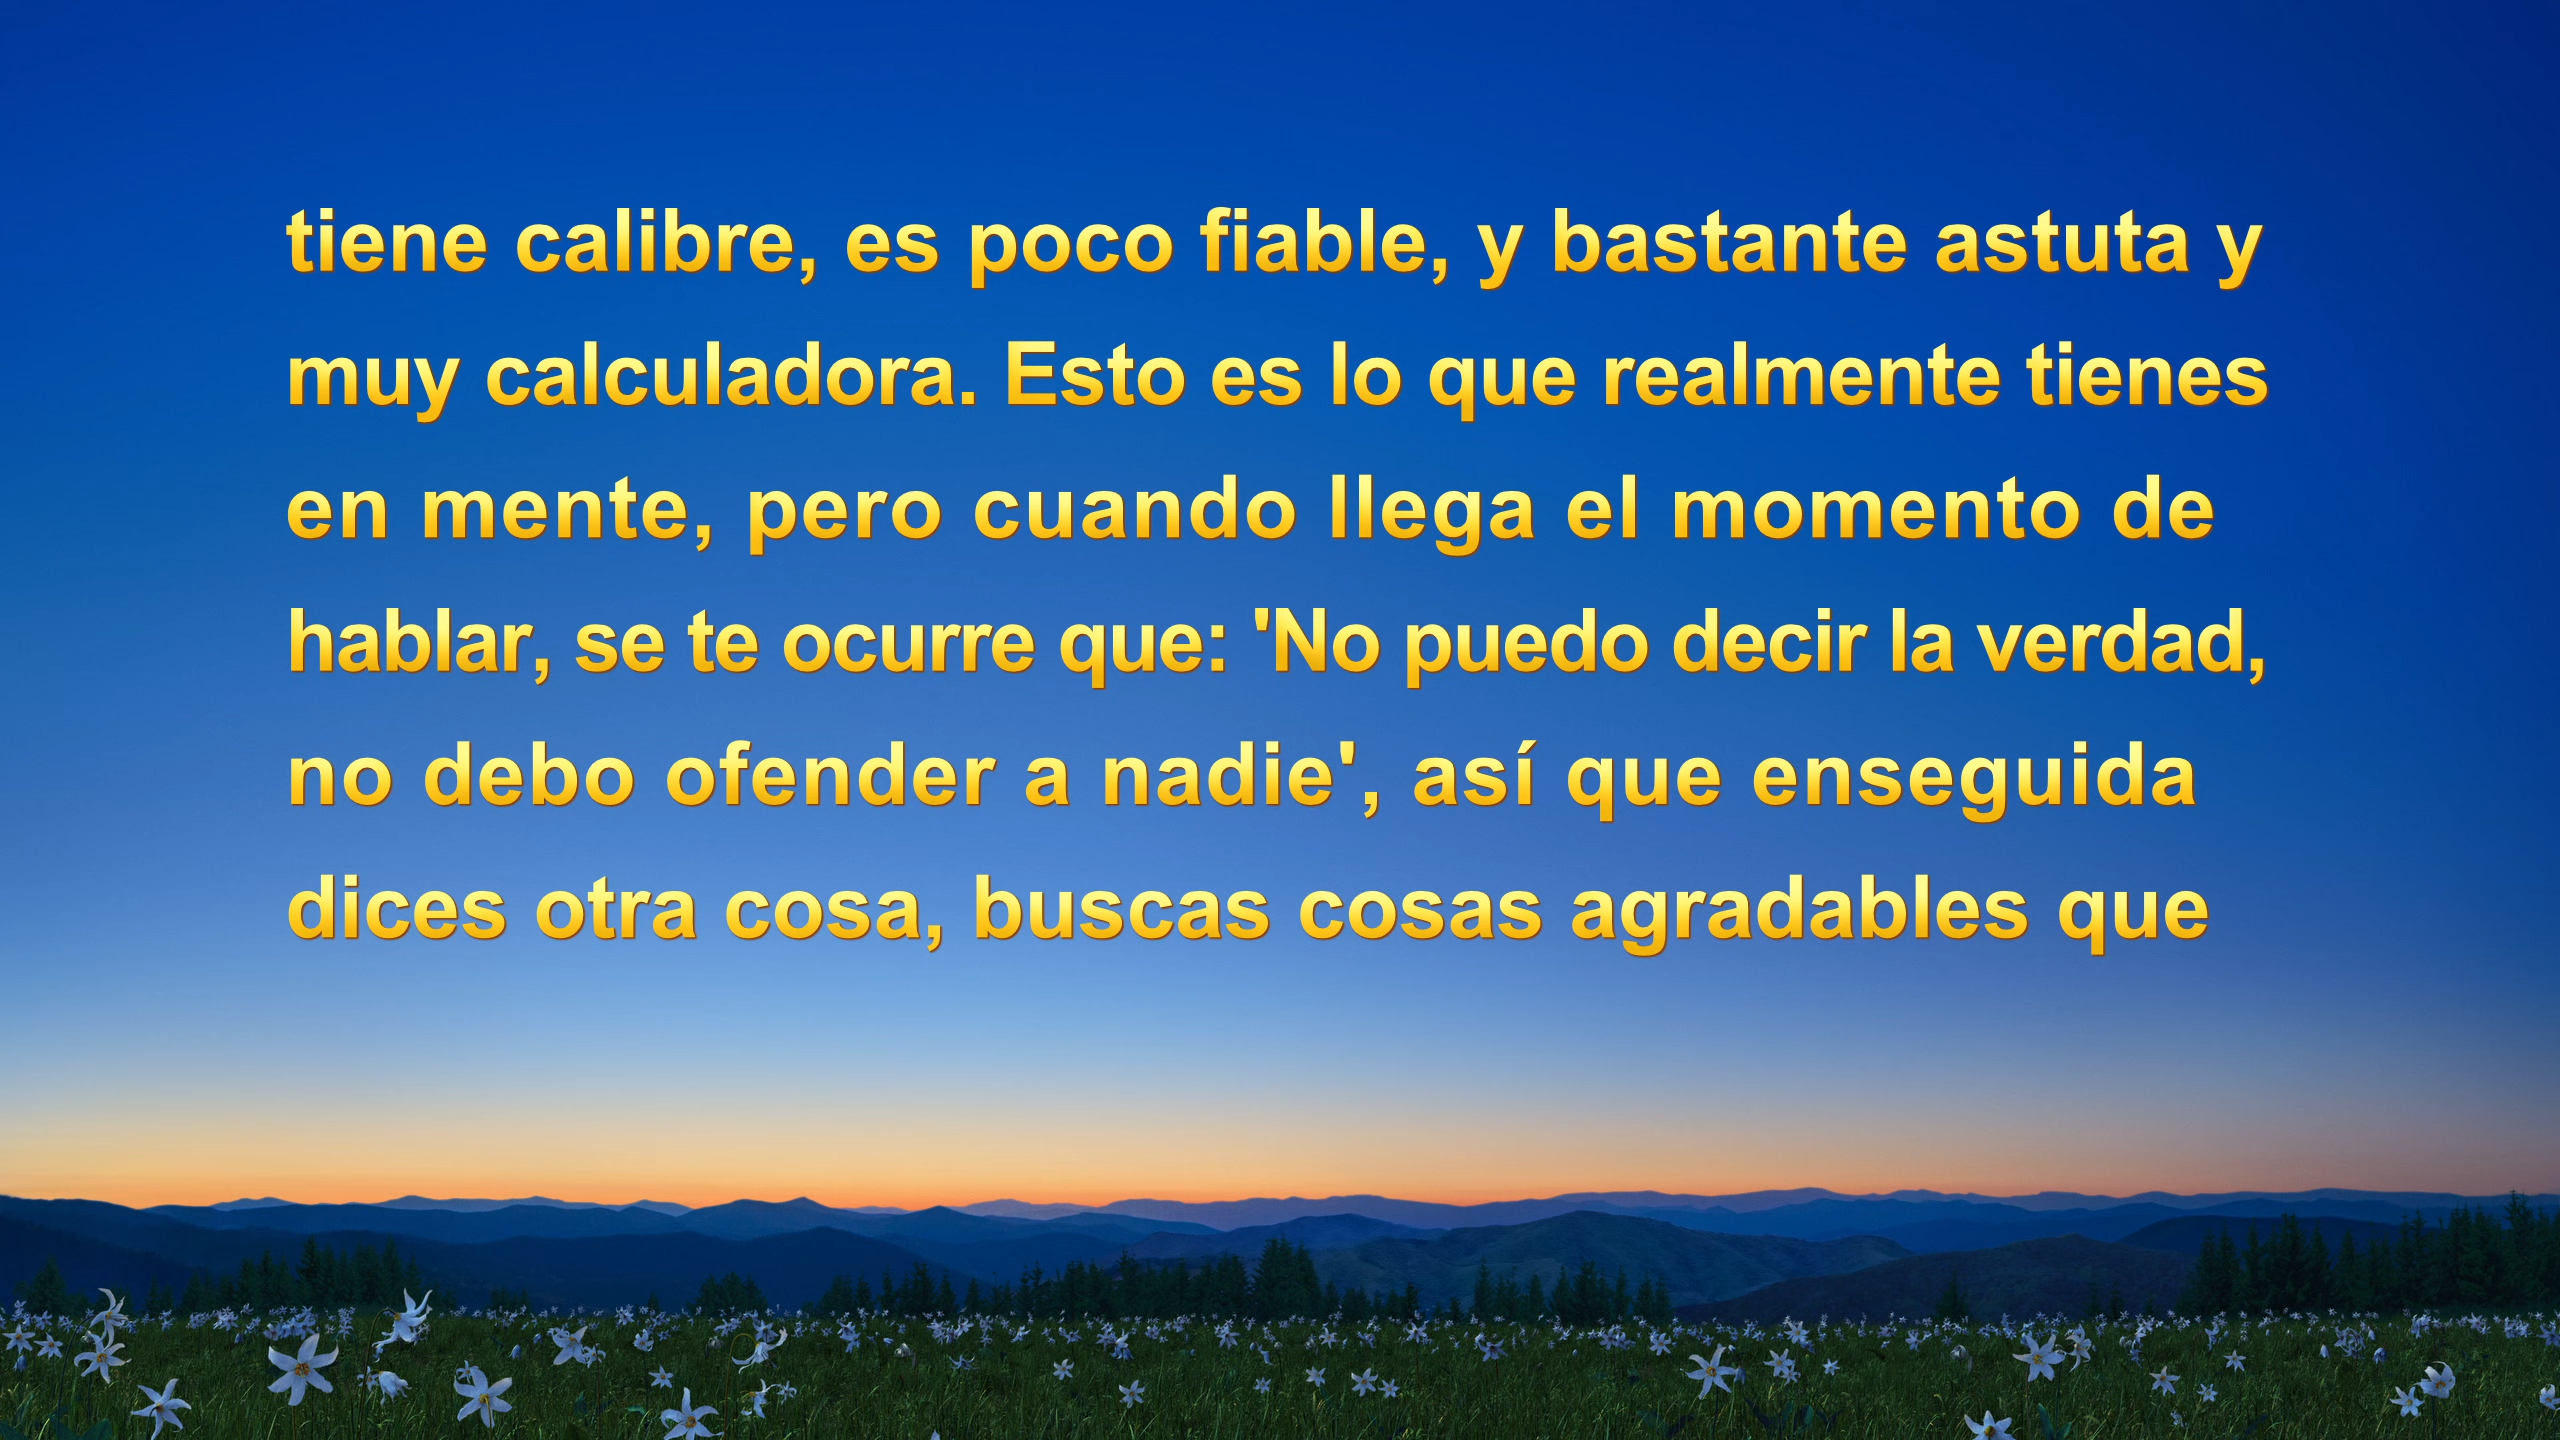 tiene calibre, es poco fiable, y bastante astuta y
muy calculadora. Esto es lo que realmente tienes
en mente, pero cuando llega el momento de
hablar, se te ocurre que: 'No puedo decir la verdad,
no debo ofender a nadie', así que enseguida
dices otra cosa, buscas cosas agradables que